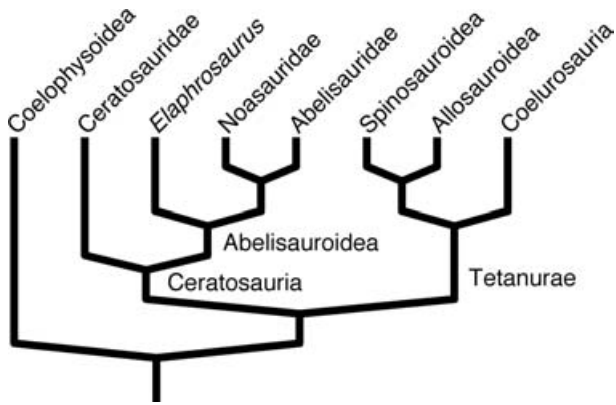 Coelophysoidea
Ceratosauridae
Elaphrosaurus
Noasauridae
Abelisauridae
Spinosauroidea
Allosauroidea
Coelurosauria
Abelisauroidea
Ceratosauria
Tetanurae